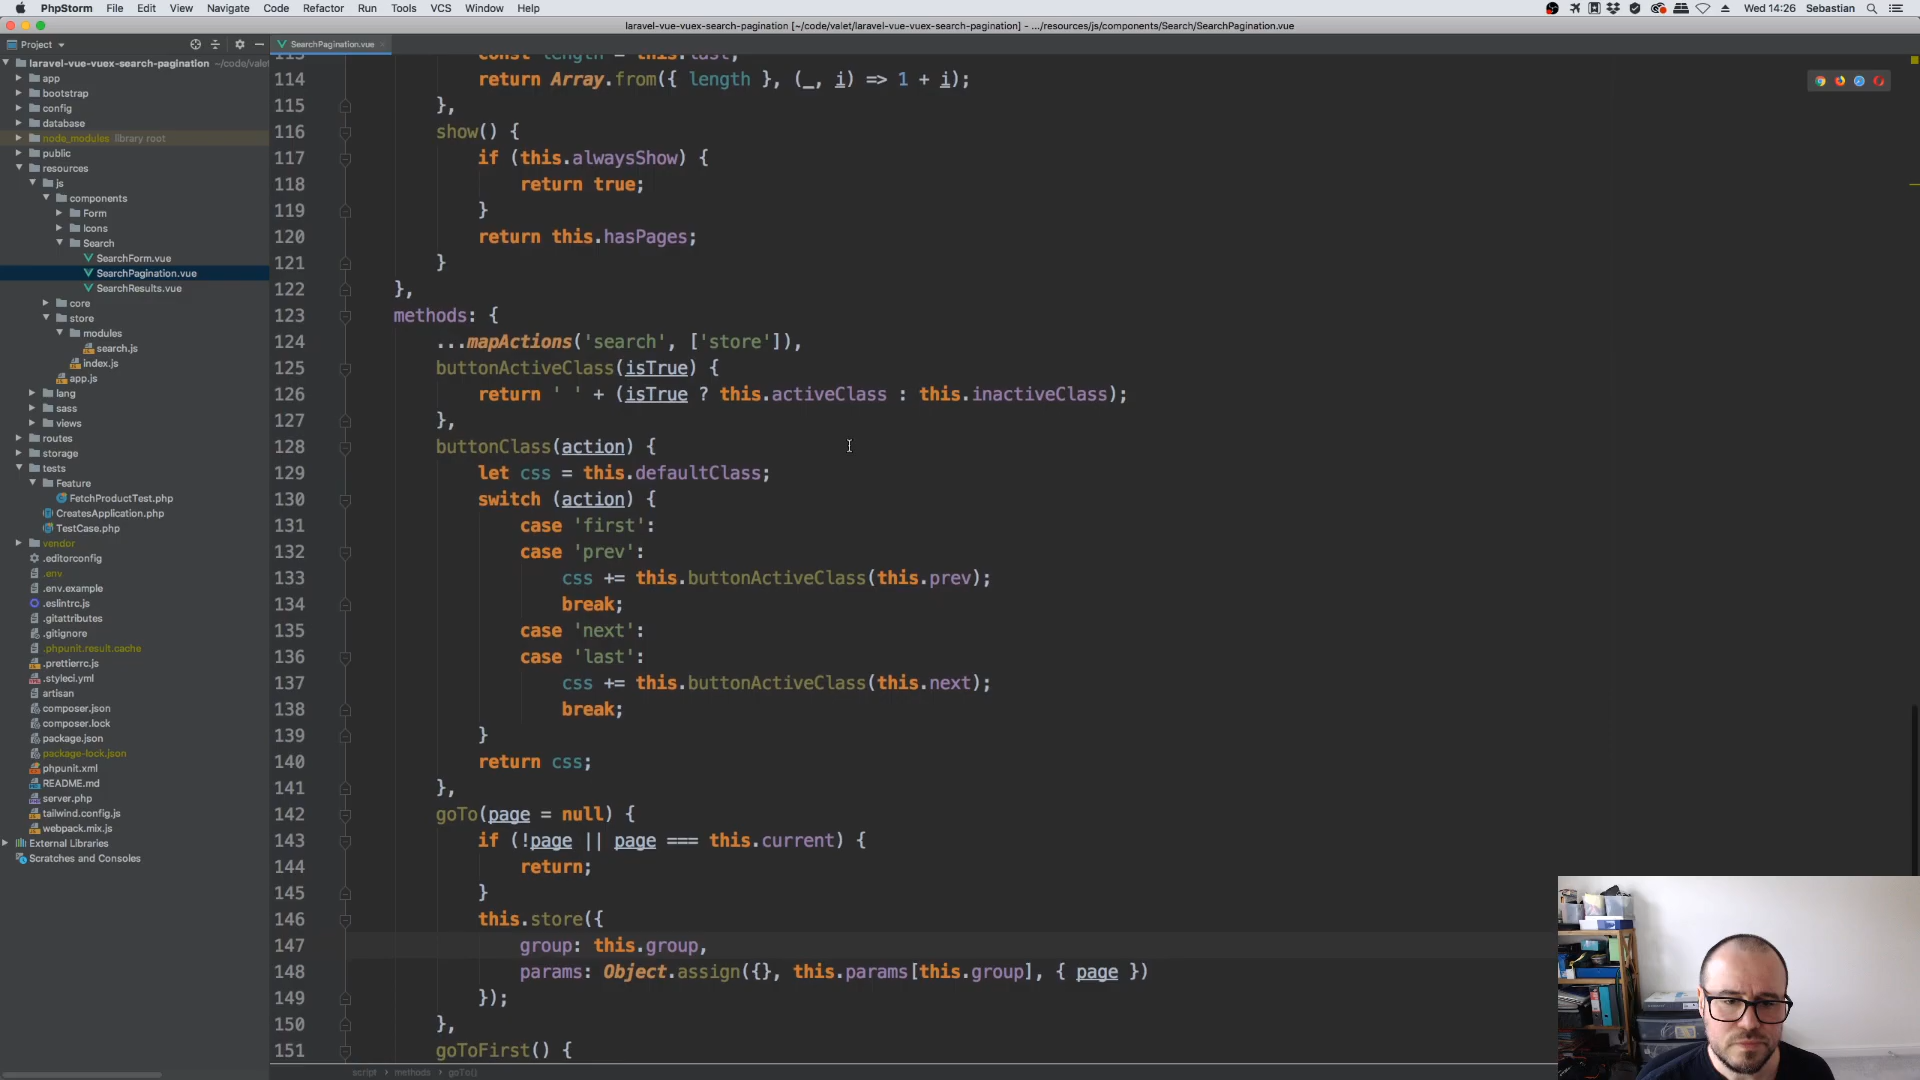 PhpStorm File Edit View Navigate Code Refactor Run Tools VCS Window Help Wed 14:26 Sebastian
laravel-vue-vuex-search-pagination [~/code/valet/laravel-vue-vuex-search-pagination] - .../resources/js/components/Search/SearchPagination.vue
Project
SearchPagination.vue
laravel-vue-vuex-search-pagination ~/code/valet
app
bootstrap
config
database
node_modules library root
public
resources
js
components
Form
Icons
Search
SearchForm.vue
SearchPagination.vue
SearchResults.vue
core
store
modules
search.js
index.js
app.js
lang
sass
views
routes
storage
tests
Feature
FetchProductTest.php
CreatesApplication.php
TestCase.php
vendor
.editorconfig
.env
.env.example
.eslintrc.js
.gitattributes
.gitignore
.phpunit.result.cache
.prettierrc.js
.styleci.yml
artisan
composer.json
composer.lock
package.json
package-lock.json
phpunit.xml
README.md
server.php
tailwind.config.js
webpack.mix.js
External Libraries
Scratches and Consoles
113 const length = this.last;
114 return Array.from({ length }, (_, i) => 1 + i);
115 },
116 show() {
117 if (this.alwaysShow) {
118 return true;
119 }
120 return this.hasPages;
121 }
122 },
123 methods: {
124 ...mapActions('search', ['store']),
125 buttonActiveClass(isTrue) {
126 return ' ' + (isTrue ? this.activeClass : this.inactiveClass);
127 },
128 buttonClass(action) {
129 let css = this.defaultClass;
130 switch (action) {
131 case 'first':
132 case 'prev':
133 css += this.buttonActiveClass(this.prev);
134 break;
135 case 'next':
136 case 'last':
137 css += this.buttonActiveClass(this.next);
138 break;
139 }
140 return css;
141 },
142 goTo(page = null) {
143 if (!page || page === this.current) {
144 return;
145 }
146 this.store({
147 group: this.group,
148 params: Object.assign({}, this.params[this.group], { page })
149 });
150 },
151 goToFirst() {
script methods goTo()